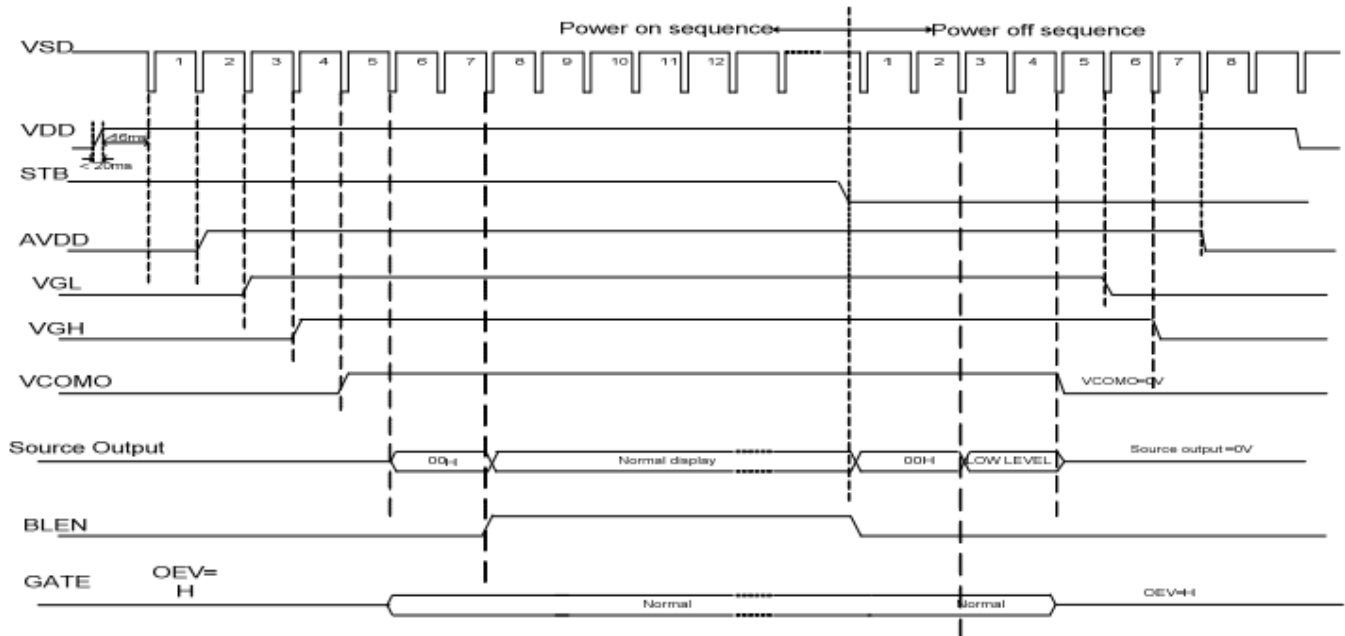 Power on sequence
Power off sequence
VSD
1 2 3 4 5 6 7 8 9 10 11 12 1 2 3 4 5 6 7 8
VDD
16ms
< 20ms
STB
AVDD
VGL
VGH
VCOMO
VCOMO=0V
Source Output
00H
Normal display
00H
LOW LEVEL
Source output=0V
BLEN
GATE
OEV=
H
Normal
Normal
OEV=H